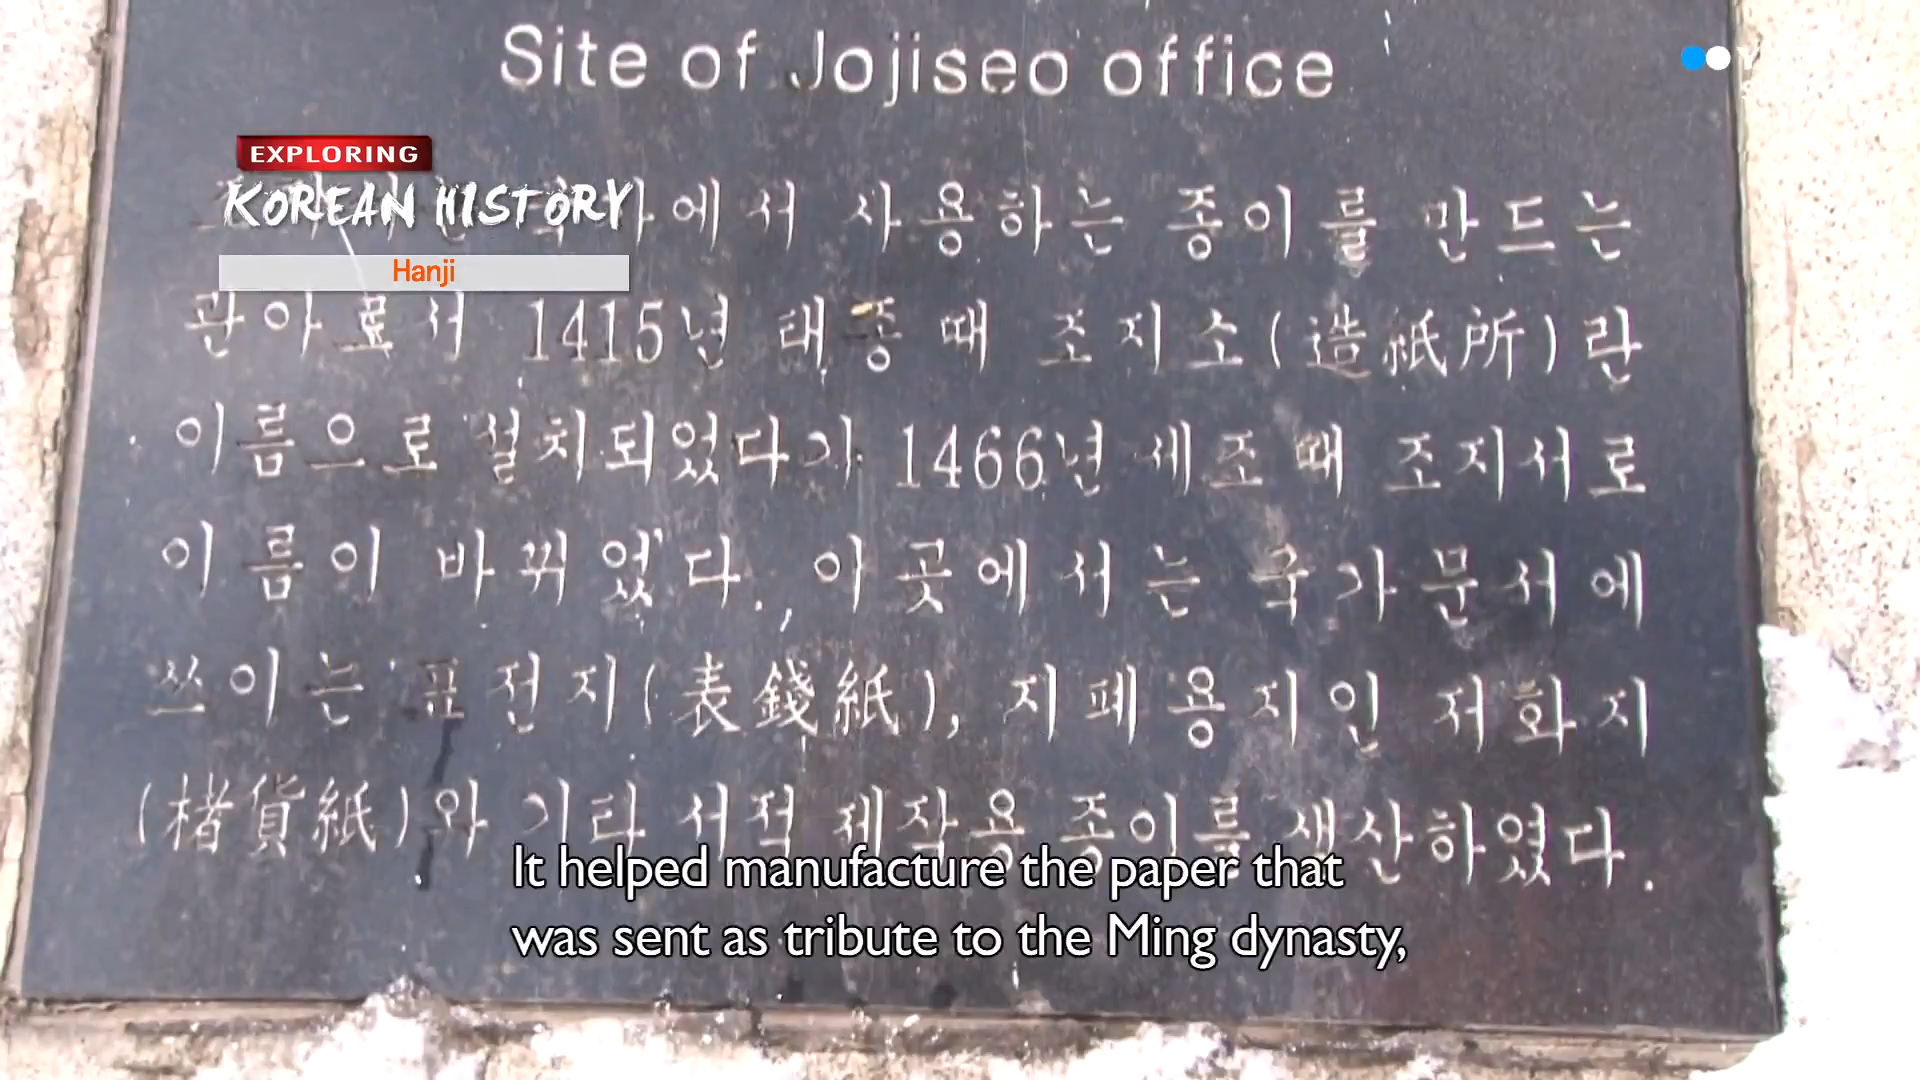 Site of Jojiseo office
EXPLORING
KOREAN HISTORY
Hanji
에서 사용하는 종이를 만드는
관아로서 1415년 태종 때 조지소(造紙所)란
이름으로 설치되었다가 1466년 세조 때 조지서로
이름이 바뀌었다. 아 곳에서는 국가 문서에
쓰이는 표전지(表錢紙), 지폐용지인 저화지
(楮貨紙)와 기타 서적 제작용 종이를 생산하였다.
It helped manufacture the paper that
was sent as tribute to the Ming dynasty,